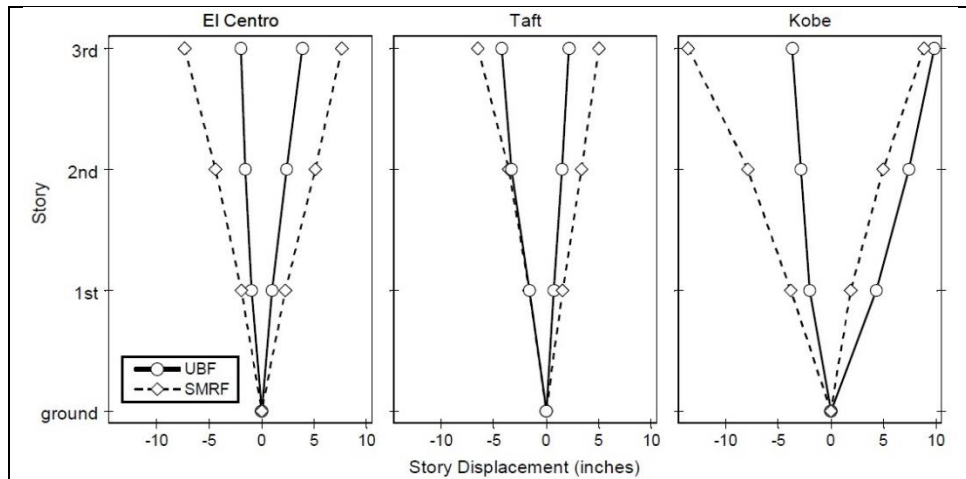 El Centro
Taft
Kobe
Story
3rd
2nd
1st
ground
UBF
SMRF
-10 -5 0 5 10
-10 -5 0 5 10
-10 -5 0 5 10
Story Displacement (inches)